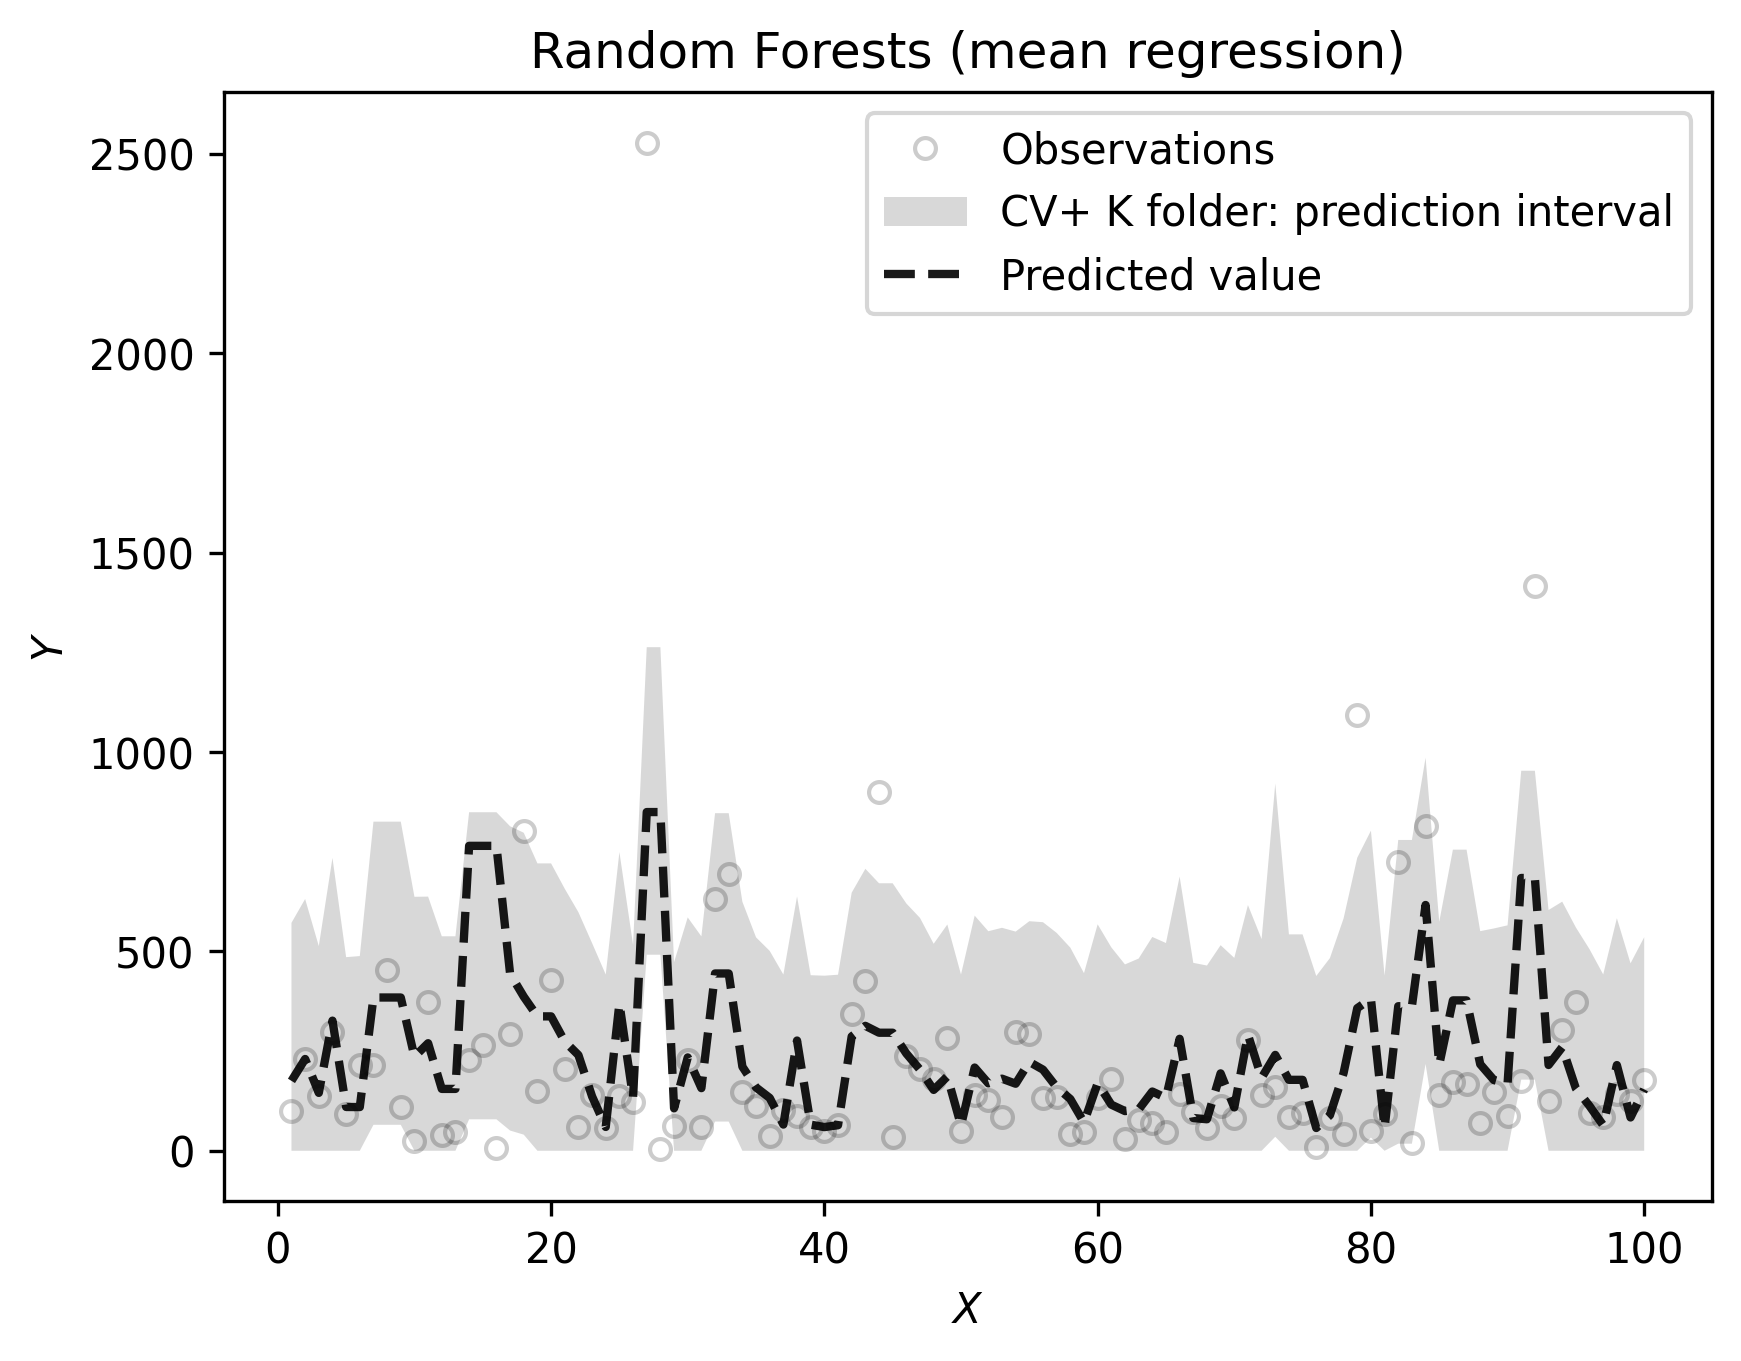 Random Forests (mean regression)
Observations
CV+ K folder: prediction interval
Predicted value
2500
2000
1500
1000
500
0
Y
0 20 40 60 80 100
X